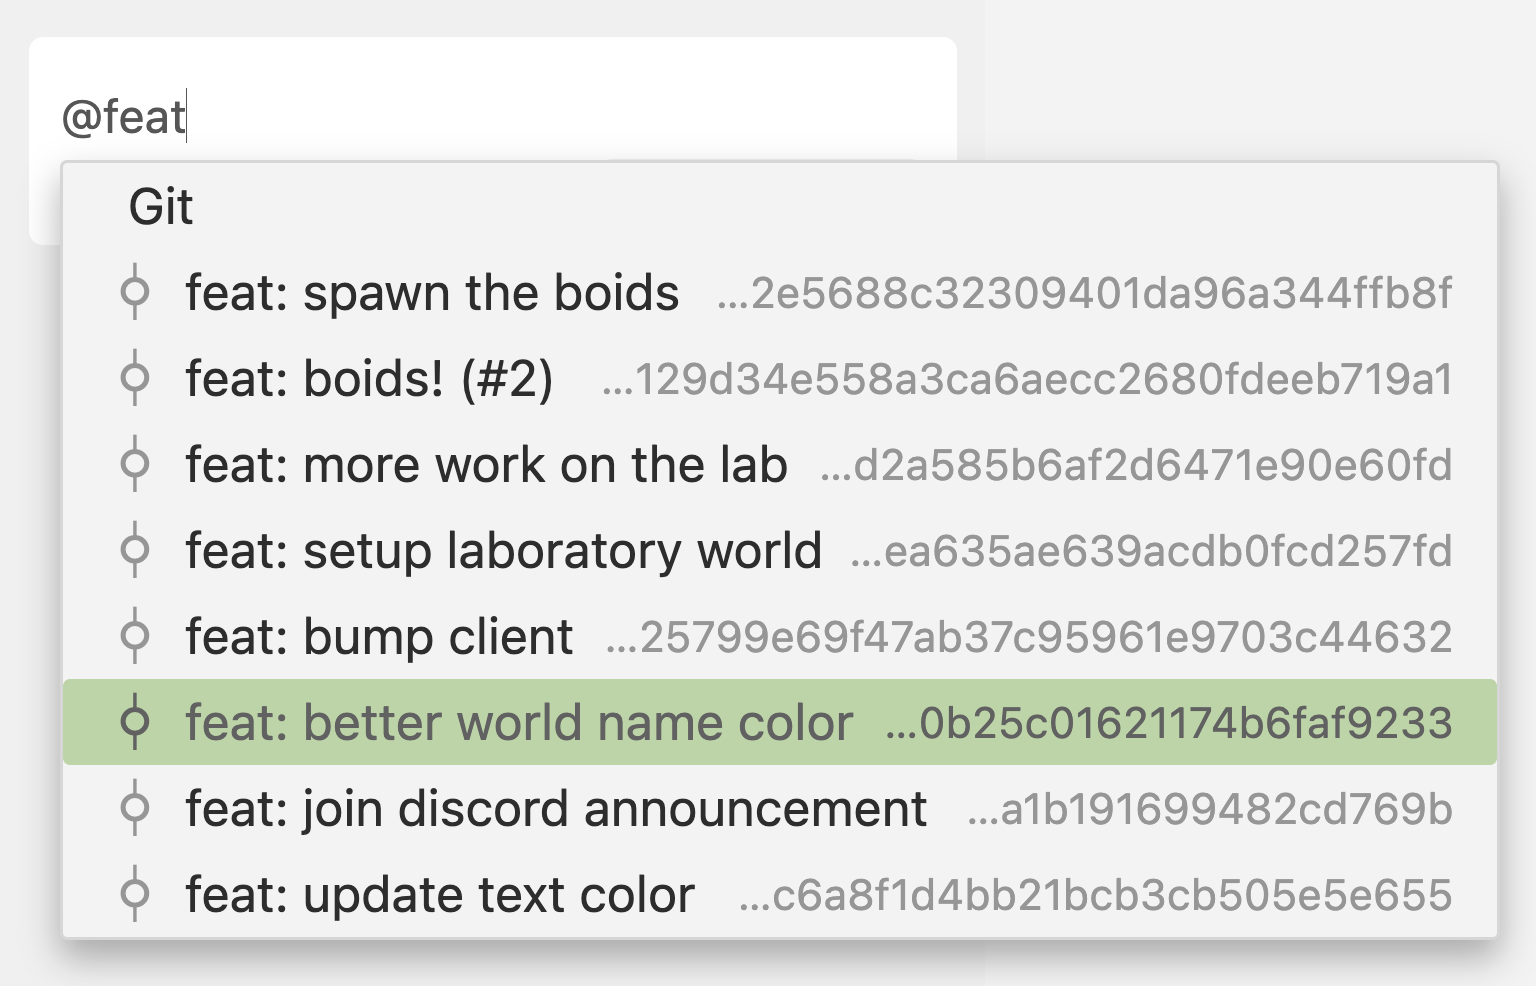 @feat
Git
feat: spawn the boids ...2e5688c32309401da96a344ffb8f
feat: boids! (#2) ...129d34e558a3ca6aecc2680fdeeb719a1
feat: more work on the lab ...d2a585b6af2d6471e90e60fd
feat: setup laboratory world ...ea635ae639acdb0fcd257fd
feat: bump client ...25799e69f47ab37c95961e9703c44632
feat: better world name color ...0b25c01621174b6faf9233
feat: join discord announcement ...a1b191699482cd769b
feat: update text color ...c6a8f1d4bb21bcb3cb505e5e655